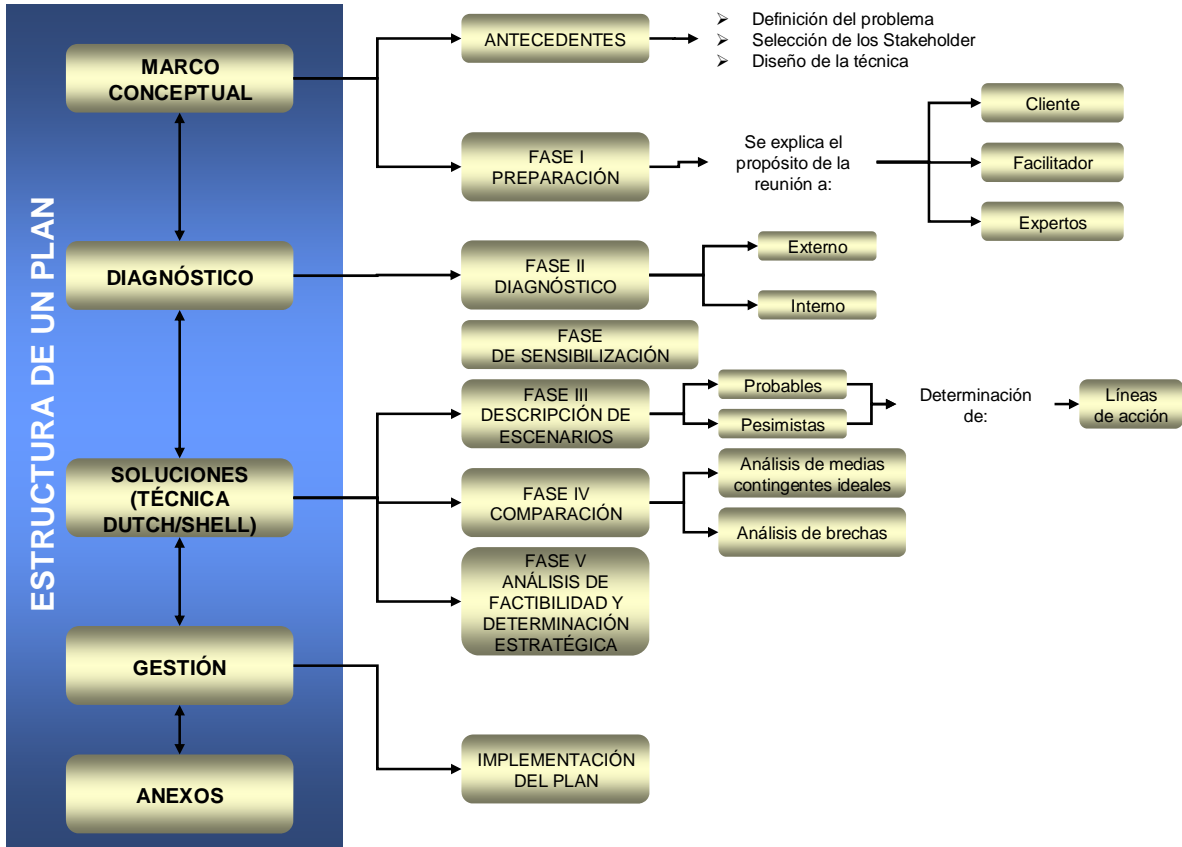 ESTRUCTURA DE UN PLAN
MARCO
CONCEPTUAL
ANTECEDENTES
➢ Definición del problema
➢ Selección de los Stakeholder
➢ Diseño de la técnica
FASE I
PREPARACIÓN
Se explica el
propósito de la
reunión a:
Cliente
Facilitador
Expertos
DIAGNÓSTICO
FASE II
DIAGNÓSTICO
Externo
Interno
FASE
DE SENSIBILIZACIÓN
SOLUCIONES
(TÉCNICA
DUTCH/SHELL)
FASE III
DESCRIPCIÓN DE
ESCENARIOS
Probables
Pesimistas
Determinación
de:
Líneas
de acción
FASE IV
COMPARACIÓN
Análisis de medias
contingentes ideales
Análisis de brechas
FASE V
ANÁLISIS DE
FACTIBILIDAD Y
DETERMINACIÓN
ESTRATÉGICA
GESTIÓN
IMPLEMENTACIÓN
DEL PLAN
ANEXOS